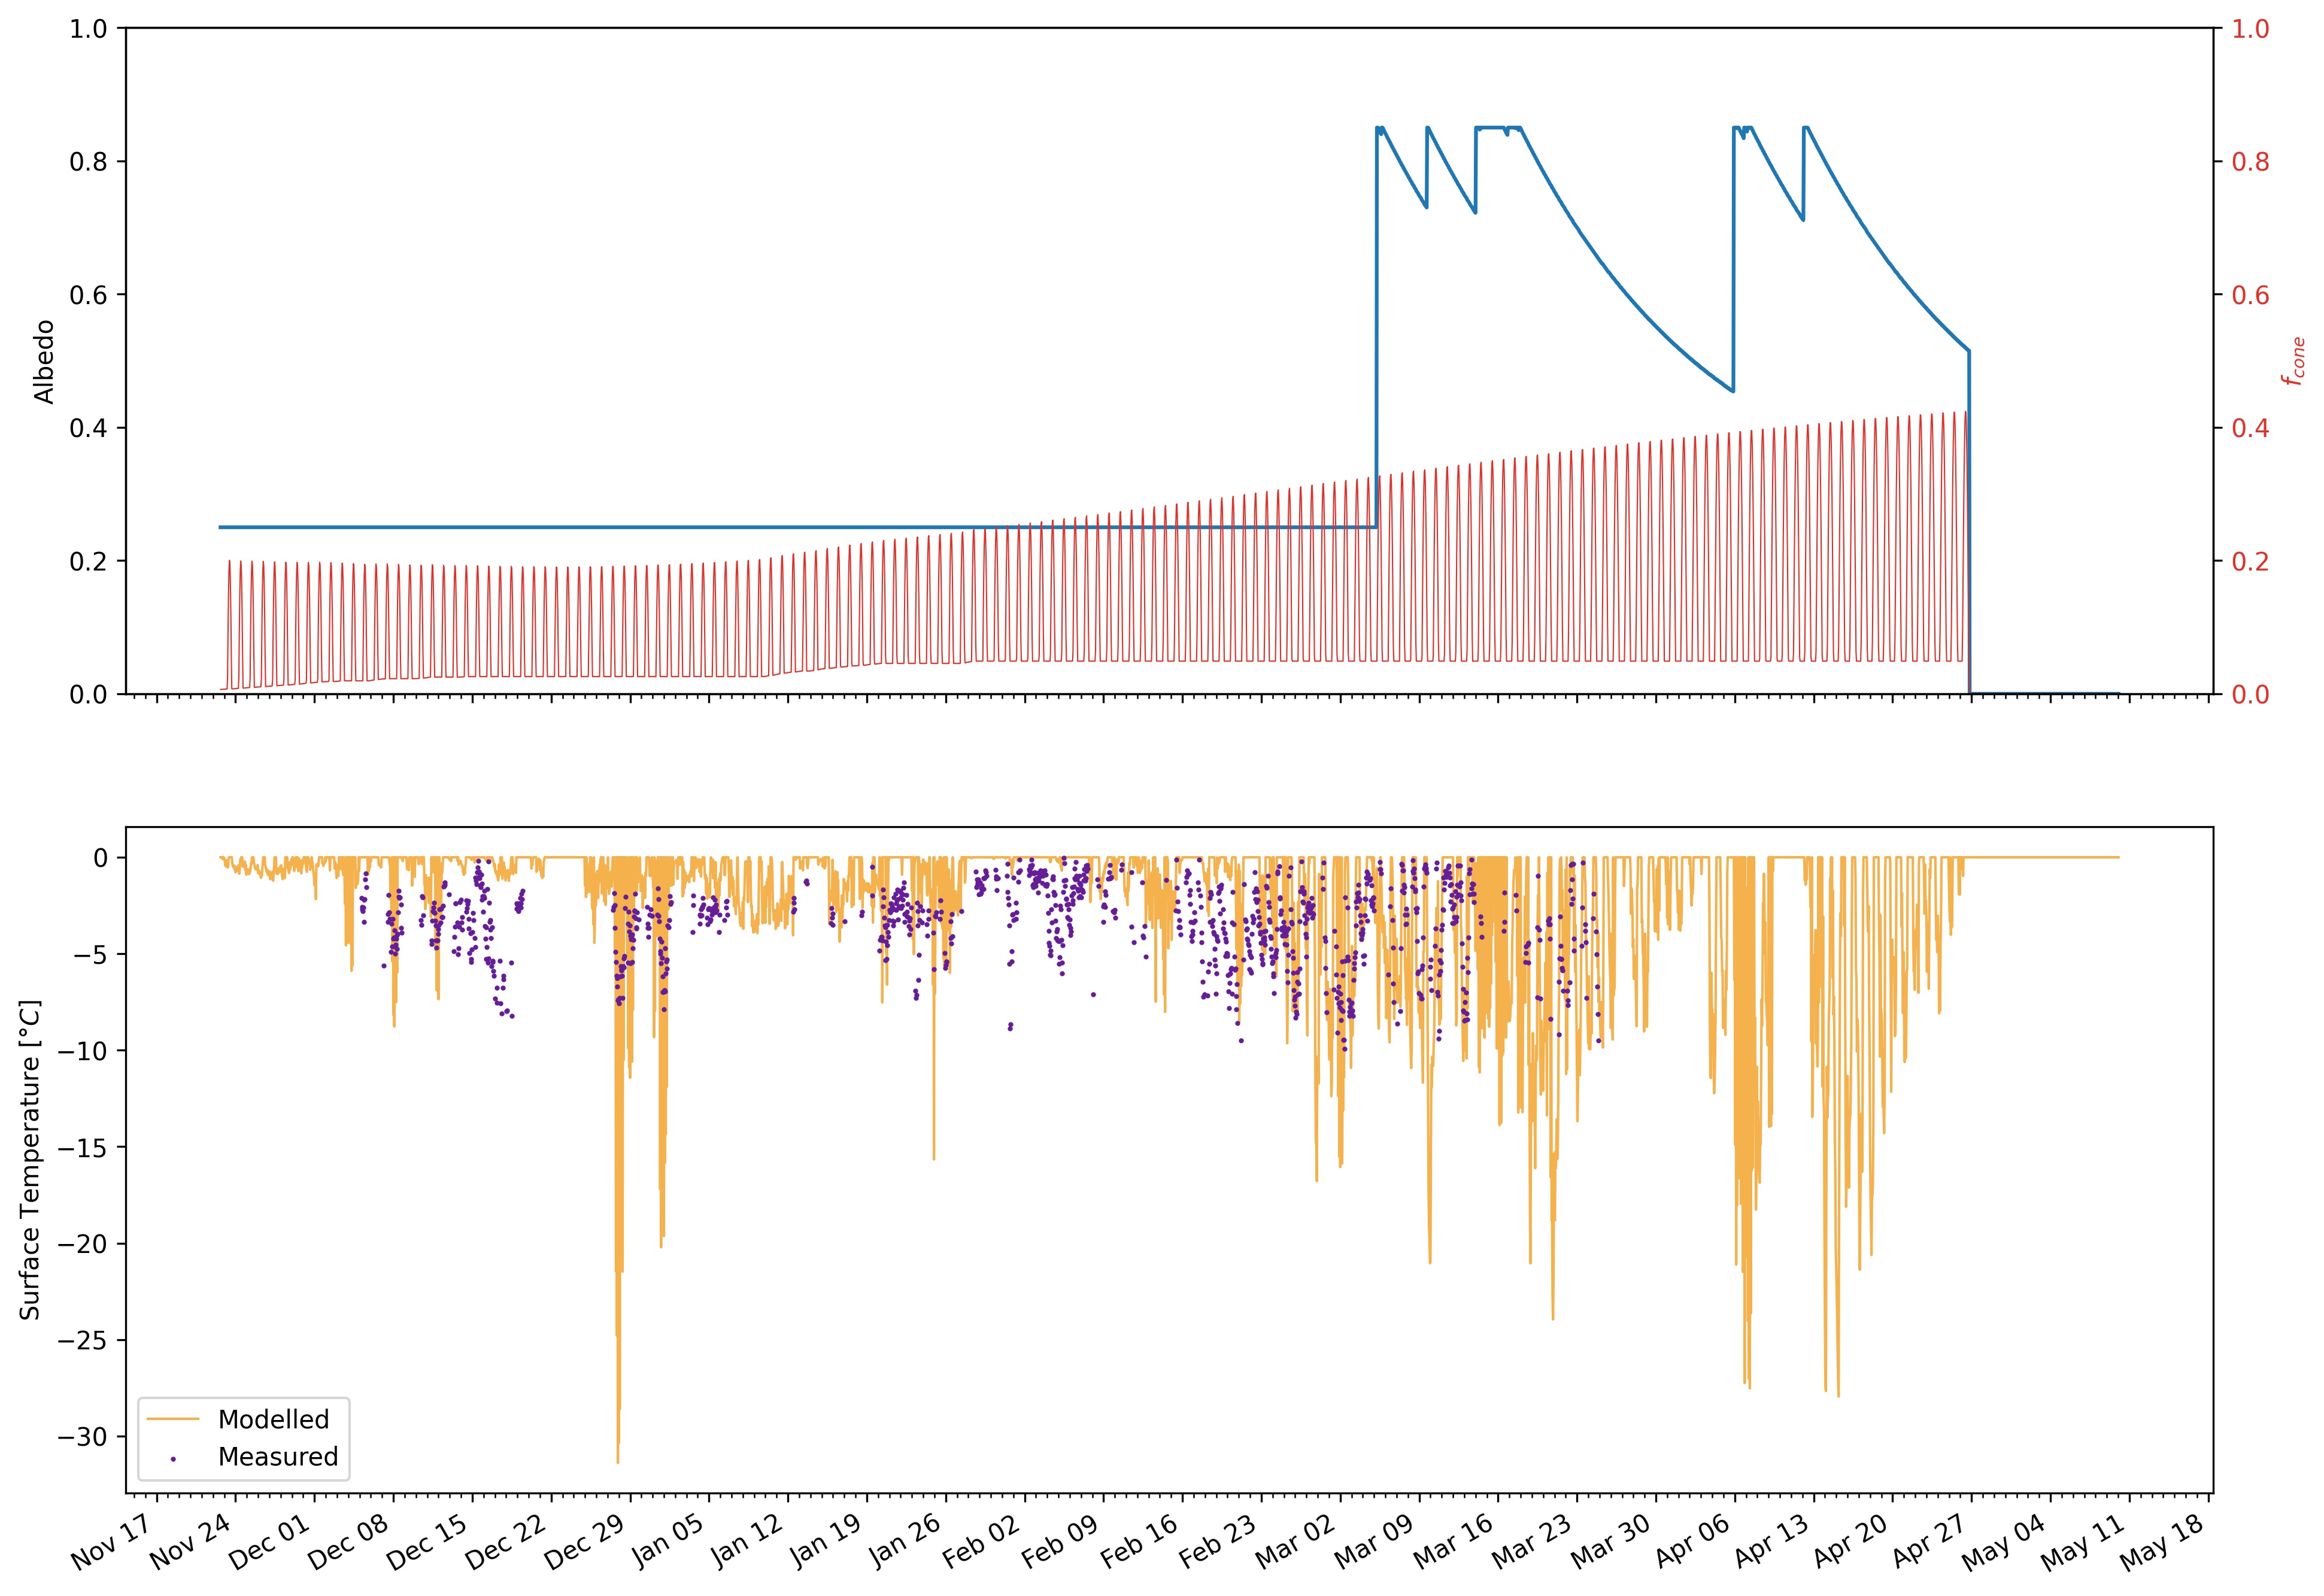 1.0
0.8
0.6
0.4
0.2
0.0
Albedo
1.0
0.8
0.6
0.4
0.2
0.0
f_cone
0
−5
−10
−15
−20
−25
−30
Surface Temperature [°C]
Modelled
Measured
Nov 17
Nov 24
Dec 01
Dec 08
Dec 15
Dec 22
Dec 29
Jan 05
Jan 12
Jan 19
Jan 26
Feb 02
Feb 09
Feb 16
Feb 23
Mar 02
Mar 09
Mar 16
Mar 23
Mar 30
Apr 06
Apr 13
Apr 20
Apr 27
May 04
May 11
May 18